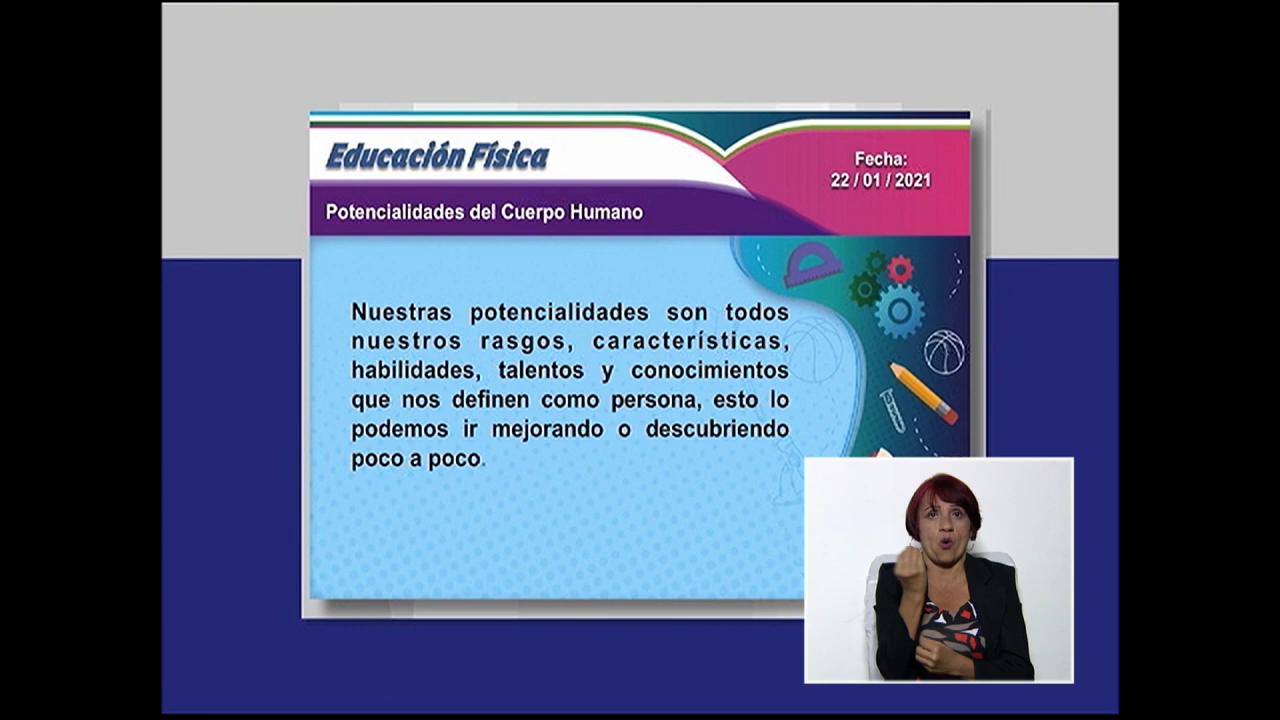 Educación Física
Fecha:
22 / 01 / 2021
Potencialidades del Cuerpo Humano
Nuestras potencialidades son todos
nuestros rasgos, características,
habilidades, talentos y conocimientos
que nos definen como persona, esto lo
podemos ir mejorando o descubriendo
poco a poco.